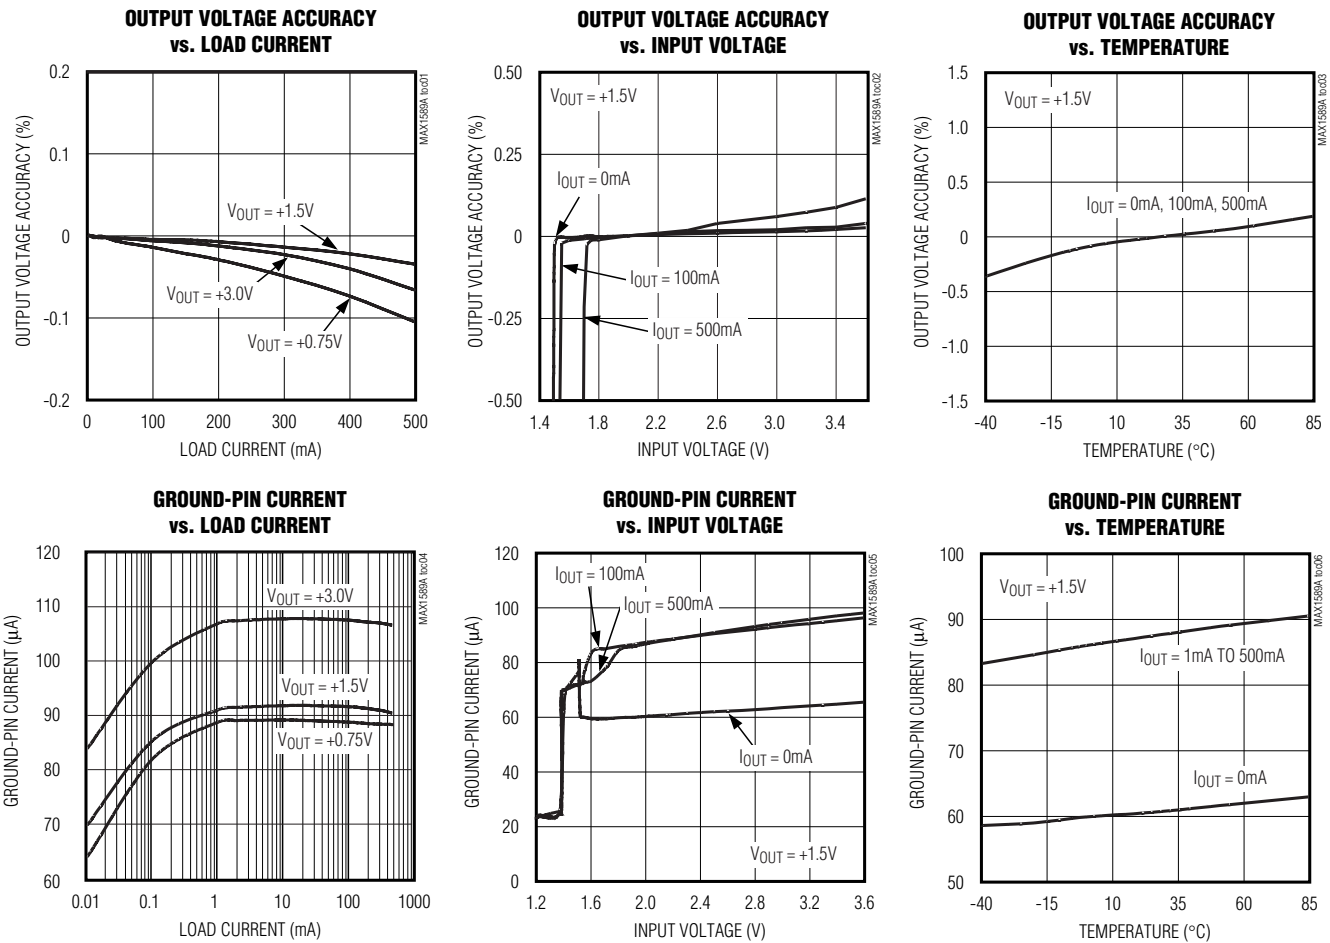 OUTPUT VOLTAGE ACCURACY
vs. LOAD CURRENT
MAX1589A toc01
OUTPUT VOLTAGE ACCURACY (%)
0.2
0.1
0
-0.1
-0.2
VOUT = +1.5V
VOUT = +3.0V
VOUT = +0.75V
0 100 200 300 400 500
LOAD CURRENT (mA)
OUTPUT VOLTAGE ACCURACY
vs. INPUT VOLTAGE
MAX1589A toc02
OUTPUT VOLTAGE ACCURACY (%)
0.50
0.25
0
-0.25
-0.50
VOUT = +1.5V
IOUT = 0mA
IOUT = 100mA
IOUT = 500mA
1.4 1.8 2.2 2.6 3.0 3.4
INPUT VOLTAGE (V)
OUTPUT VOLTAGE ACCURACY
vs. TEMPERATURE
MAX1589A toc03
OUTPUT VOLTAGE ACCURACY (%)
1.5
1.0
0.5
0
-0.5
-1.0
-1.5
VOUT = +1.5V
IOUT = 0mA, 100mA, 500mA
-40 -15 10 35 60 85
TEMPERATURE (°C)
GROUND-PIN CURRENT
vs. LOAD CURRENT
MAX1589A toc04
GROUND-PIN CURRENT (µA)
120
110
100
90
80
70
60
VOUT = +3.0V
VOUT = +1.5V
VOUT = +0.75V
0.01 0.1 1 10 100 1000
LOAD CURRENT (mA)
GROUND-PIN CURRENT
vs. INPUT VOLTAGE
MAX1589A toc05
GROUND-PIN CURRENT (µA)
120
100
80
60
40
20
0
IOUT = 100mA
IOUT = 500mA
IOUT = 0mA
VOUT = +1.5V
1.2 1.6 2.0 2.4 2.8 3.2 3.6
INPUT VOLTAGE (V)
GROUND-PIN CURRENT
vs. TEMPERATURE
MAX1589A toc06
GROUND-PIN CURRENT (µA)
100
90
80
70
60
50
VOUT = +1.5V
IOUT = 1mA TO 500mA
IOUT = 0mA
-40 -15 10 35 60 85
TEMPERATURE (°C)